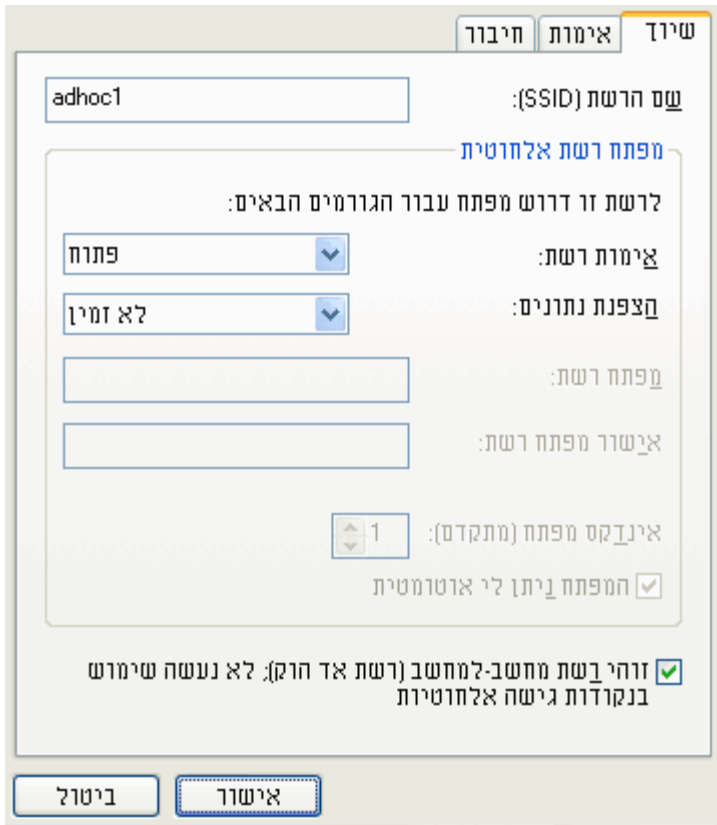 שיוך
אימות
חיבור
שם הרשת (SSID):
adhoc1
מפתח רשת אלחוטית
לרשת זו דרוש מפתח עבור הגורמים הבאים:
אימות רשת:
פתוח
הצפנת נתונים:
לא זמין
מפתח רשת:
אישור מפתח רשת:
אינדקס מפתח (מתקדם):
1
המפתח ניתן לי אוטומטית
זוהי רשת מחשב-למחשב (רשת אד הוק); לא נעשה שימוש
בנקודות גישה אלחוטיות
אישור
ביטול